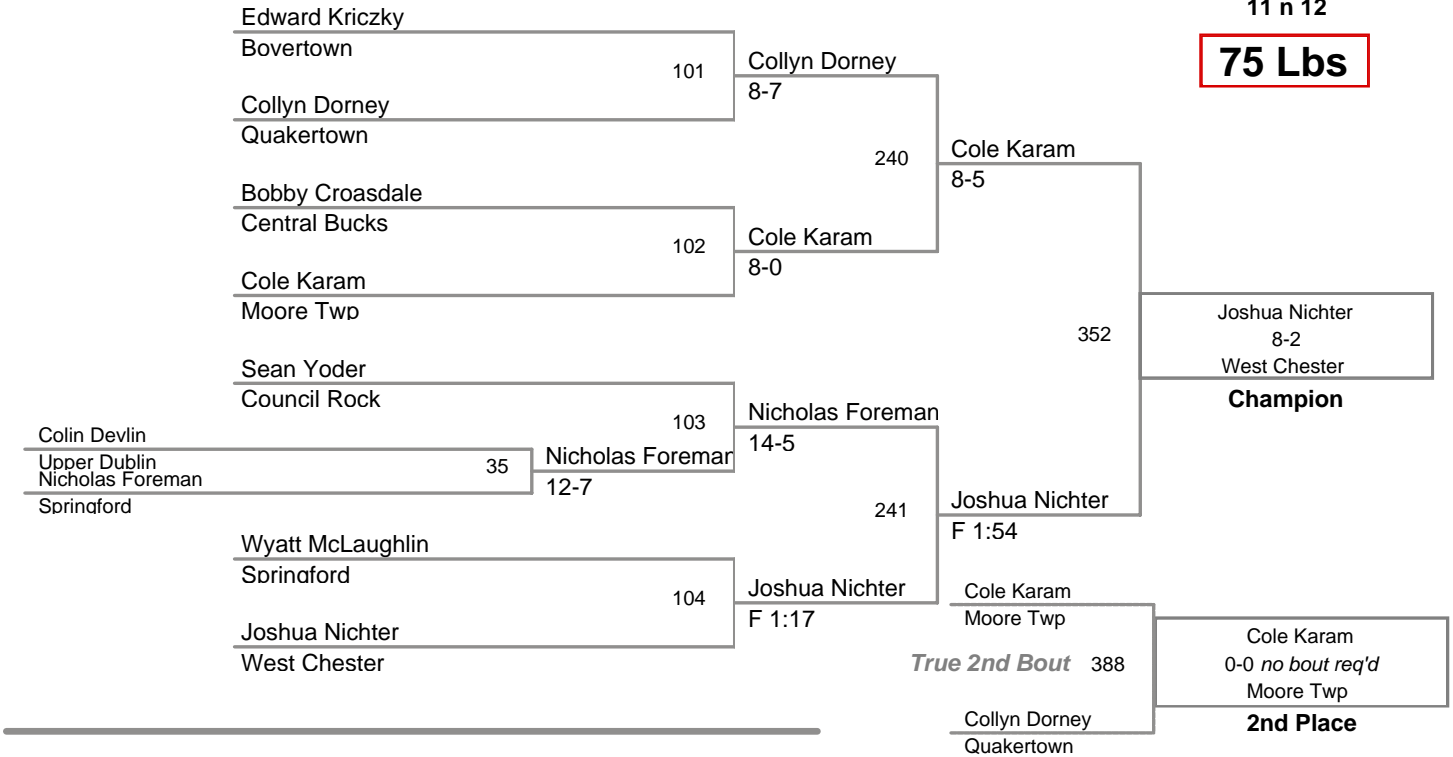 11 n 12
75 Lbs
Edward Kriczky
Bovertown
101
Collyn Dorney
Quakertown
Collyn Dorney
8-7
240
Bobby Croasdale
Central Bucks
102
Cole Karam
Moore Twp
Cole Karam
8-0
Cole Karam
8-5
352
Sean Yoder
Council Rock
103
Colin Devlin
Upper Dublin
Nicholas Foreman
Springford
35
Nicholas Foreman
12-7
Nicholas Foreman
14-5
241
Wyatt McLaughlin
Springford
104
Joshua Nichter
West Chester
Joshua Nichter
F 1:17
Joshua Nichter
F 1:54
Joshua Nichter
8-2
West Chester
Champion
Cole Karam
Moore Twp
True 2nd Bout 388
Collyn Dorney
Quakertown
Cole Karam
0-0 no bout req'd
Moore Twp
2nd Place